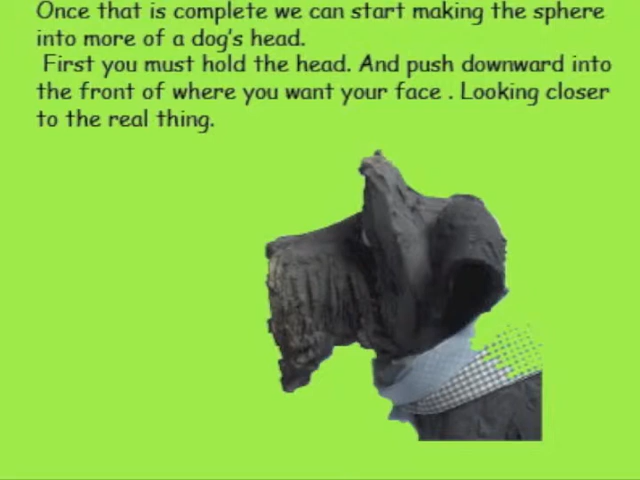 Once that is complete we can start making the sphere
into more of a dog's head.
First you must hold the head. And push downward into
the front of where you want your face . Looking closer
to the real thing.